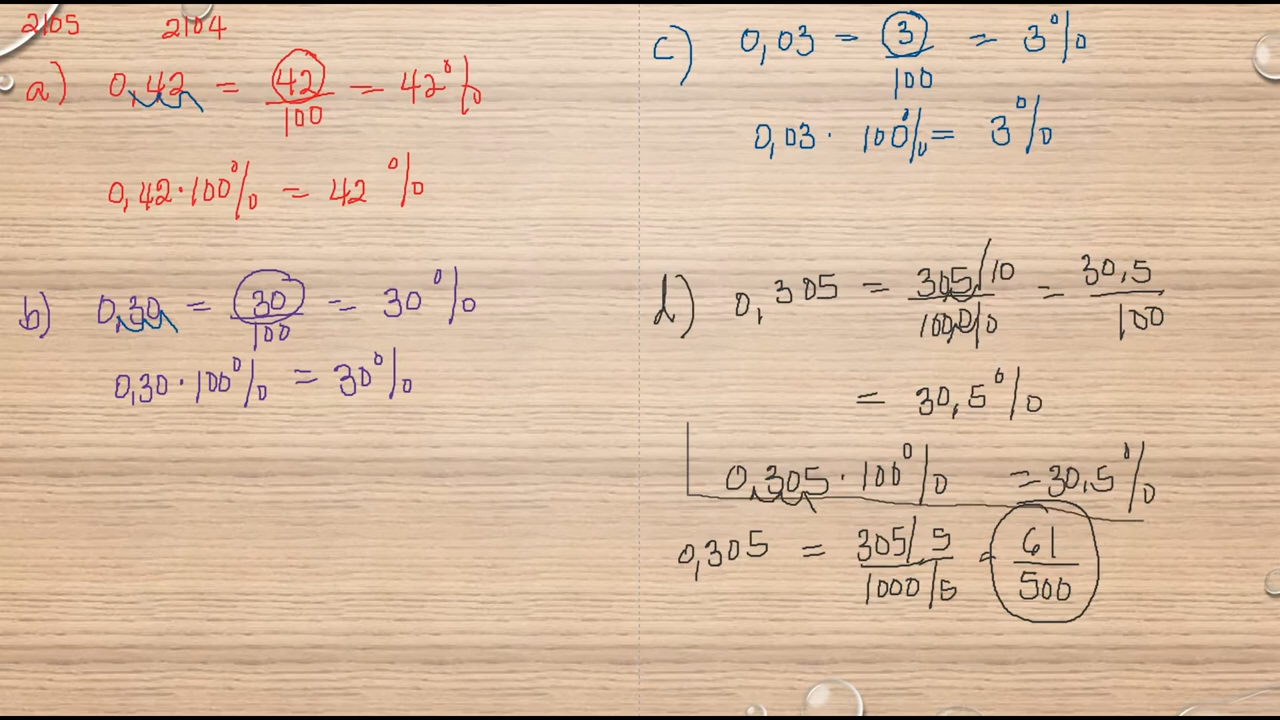 2105 2104
a) 0,42 = 42/100 = 42%
0,42 · 100% = 42 %
b) 0,30 = 30/100 = 30%
0,30 · 100% = 30%
c) 0,03 = 3/100 = 3%
0,03 · 100% = 3%
d) 0,305 = 305/10 / 1000/10 = 30,5/100
= 30,5%
0,305 · 100% = 30,5%
0,305 = 305/5 / 1000/5 = 61/500